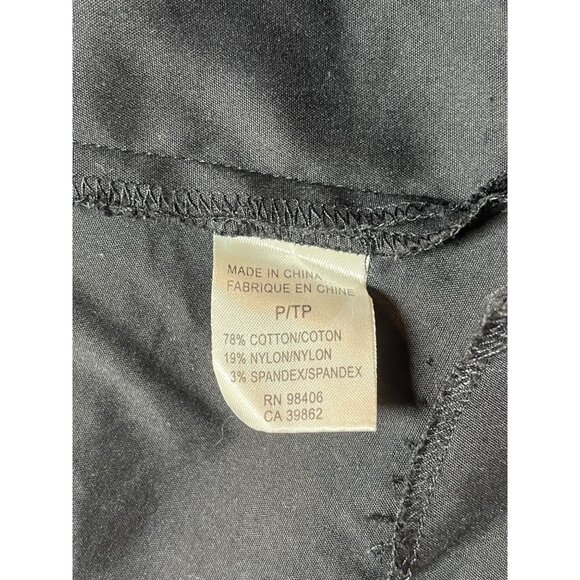 MADE IN CHINA
FABRIQUE EN CHINE
P/TP
78% COTTON/COTON
19% NYLON/NYLON
3% SPANDEX/SPANDEX
RN 98406
CA 39862